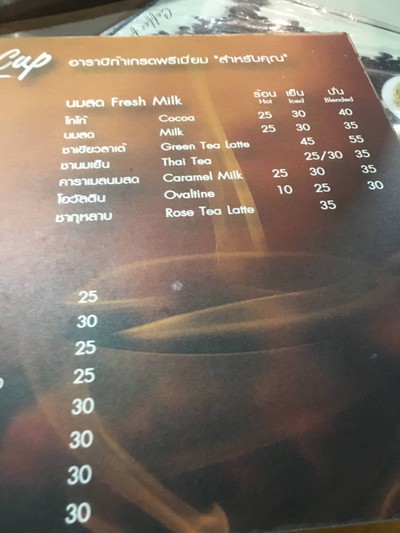 Cup อาราบิก้าเกรดพรีเมี่ยม "สำหรับคุณ"
นมสด Fresh Milk ร้อน Hot เย็น Iced ปั่น Blended
โกโก้ Cocoa 25 30 40
นมสด Milk 25 30 35
ชาเขียวลาเต้ Green Tea Latte 45 55
ชานมเย็น Thai Tea 25/30 35
คาราเมลนมสด Caramel Milk 25 30 35
โอวัลติน Ovaltine 10 25 30
ชากุหลาบ Rose Tea Latte 35
25
30
25
25
30
30
30
30